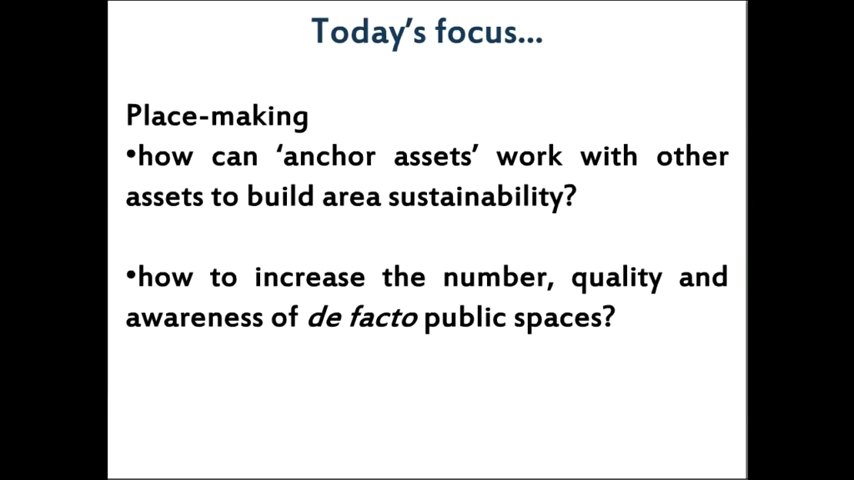 Today’s focus...
Place-making
•how can ‘anchor assets’ work with other
assets to build area sustainability?
•how to increase the number, quality and
awareness of de facto public spaces?